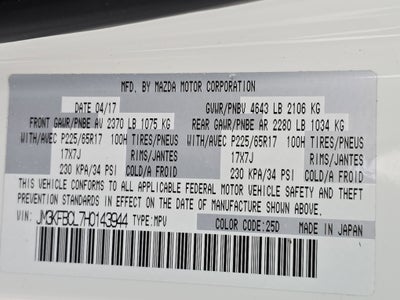 MFD. BY MAZDA MOTOR CORPORATION
DATE 04/17 GVWR/PNBV 4643 LB 2106 KG
FRONT GAWR/PNBE AV 2370 LB 1075 KG REAR GAWR/PNBE AR 2280 LB 1034 KG
WITH/AVEC P225/65R17 100H TIRES/PNEUS WITH/AVEC P225/65R17 100H TIRES/PNEUS
17X7J RIMS/JANTES 17X7J RIMS/JANTES
230 KPA/34 PSI COLD/A FROID 230 KPA/34 PSI COLD/A FROID
THIS VEHICLE CONFORMS TO ALL APPLICABLE FEDERAL MOTOR VEHICLE SAFETY AND THEFT
PREVENTION STANDARDS IN EFFECT ON THE DATE OF MANUFACTURE SHOWN ABOVE.
VIN: JM3KFBCL7H0143944 TYPE:MPV COLOR CODE:25D MADE IN JAPAN